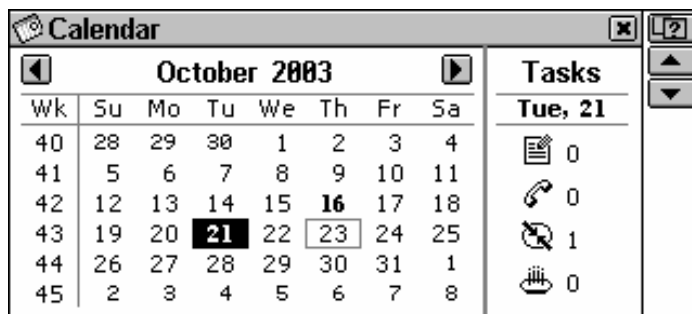 Calendar
October 2003
Wk Su Mo Tu We Th Fr Sa
40 28 29 30 1 2 3 4
41 5 6 7 8 9 10 11
42 12 13 14 15 16 17 18
43 19 20 21 22 23 24 25
44 26 27 28 29 30 31 1
45 2 3 4 5 6 7 8
Tasks
Tue, 21
0
0
1
0
?